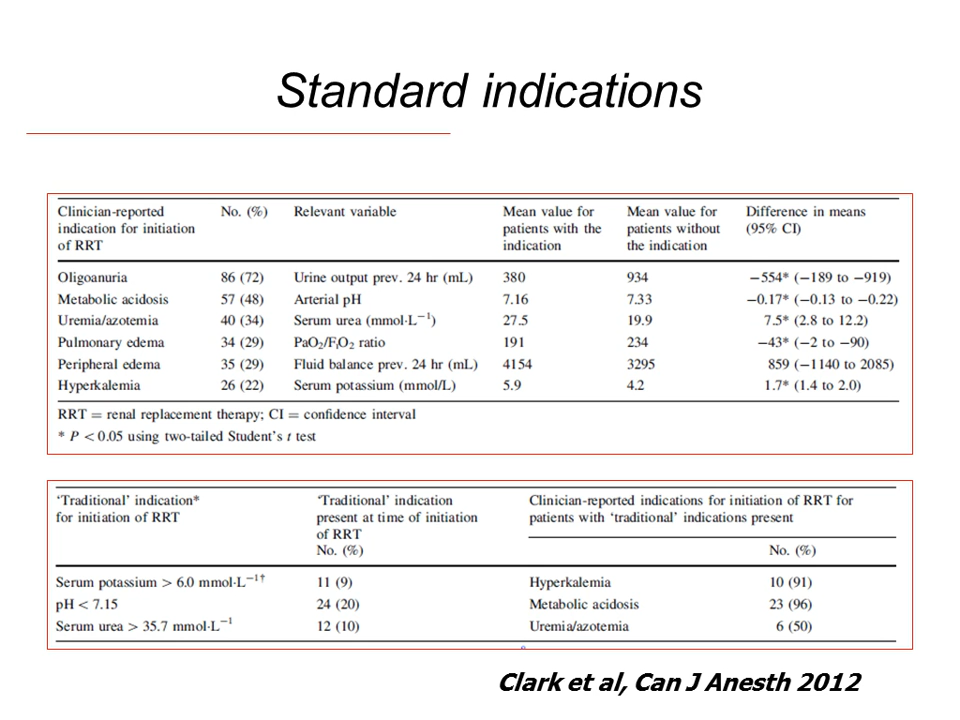 Standard indications
Clinician-reported indication for initiation of RRT | No. (%) | Relevant variable | Mean value for patients with the indication | Mean value for patients without the indication | Difference in means (95% CI)
Oligoanuria | 86 (72) | Urine output prev. 24 hr (mL) | 380 | 934 | −554* (−189 to −919)
Metabolic acidosis | 57 (48) | Arterial pH | 7.16 | 7.33 | −0.17* (−0.13 to −0.22)
Uremia/azotemia | 40 (34) | Serum urea (mmol·L⁻¹) | 27.5 | 19.9 | 7.5* (2.8 to 12.2)
Pulmonary edema | 34 (29) | PaO₂/FᵢO₂ ratio | 191 | 234 | −43* (−2 to −90)
Peripheral edema | 35 (29) | Fluid balance prev. 24 hr (mL) | 4154 | 3295 | 859 (−1140 to 2085)
Hyperkalemia | 26 (22) | Serum potassium (mmol/L) | 5.9 | 4.2 | 1.7* (1.4 to 2.0)
RRT = renal replacement therapy; CI = confidence interval
* P < 0.05 using two-tailed Student's t test
'Traditional' indication* for initiation of RRT | 'Traditional' indication present at time of initiation of RRT No. (%) | Clinician-reported indications for initiation of RRT for patients with 'traditional' indications present | No. (%)
Serum potassium > 6.0 mmol·L⁻¹† | 11 (9) | Hyperkalemia | 10 (91)
pH < 7.15 | 24 (20) | Metabolic acidosis | 23 (96)
Serum urea > 35.7 mmol·L⁻¹ | 12 (10) | Uremia/azotemia | 6 (50)
Clark et al, Can J Anesth 2012